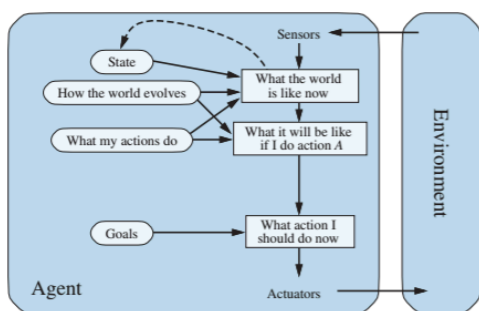 Sensors
State
What the world
is like now
How the world evolves
What it will be like
if I do action A
What my actions do
What action I
should do now
Goals
Agent
Actuators
Environment